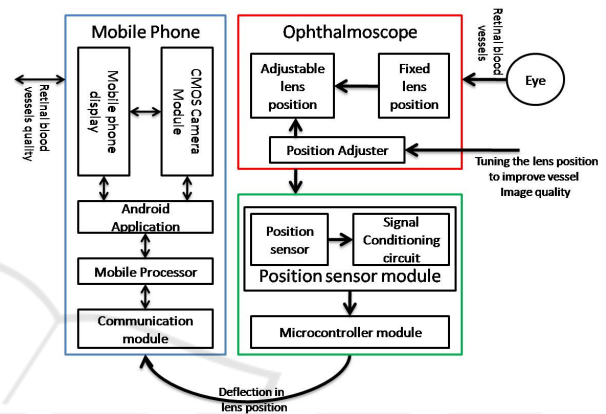 Mobile Phone
Mobile phone
display
CMOS Camera
Module
Retinal blood
vessels quality
Android
Application
Mobile Processor
Communication
module
Ophthalmoscope
Adjustable
lens
position
Fixed
lens
position
Retinal blood
vessels
Eye
Position Adjuster
Tuning the lens position
to improve vessel
Image quality
Position
sensor
Signal
Conditioning
circuit
Position sensor module
Microcontroller module
Deflection in
lens position